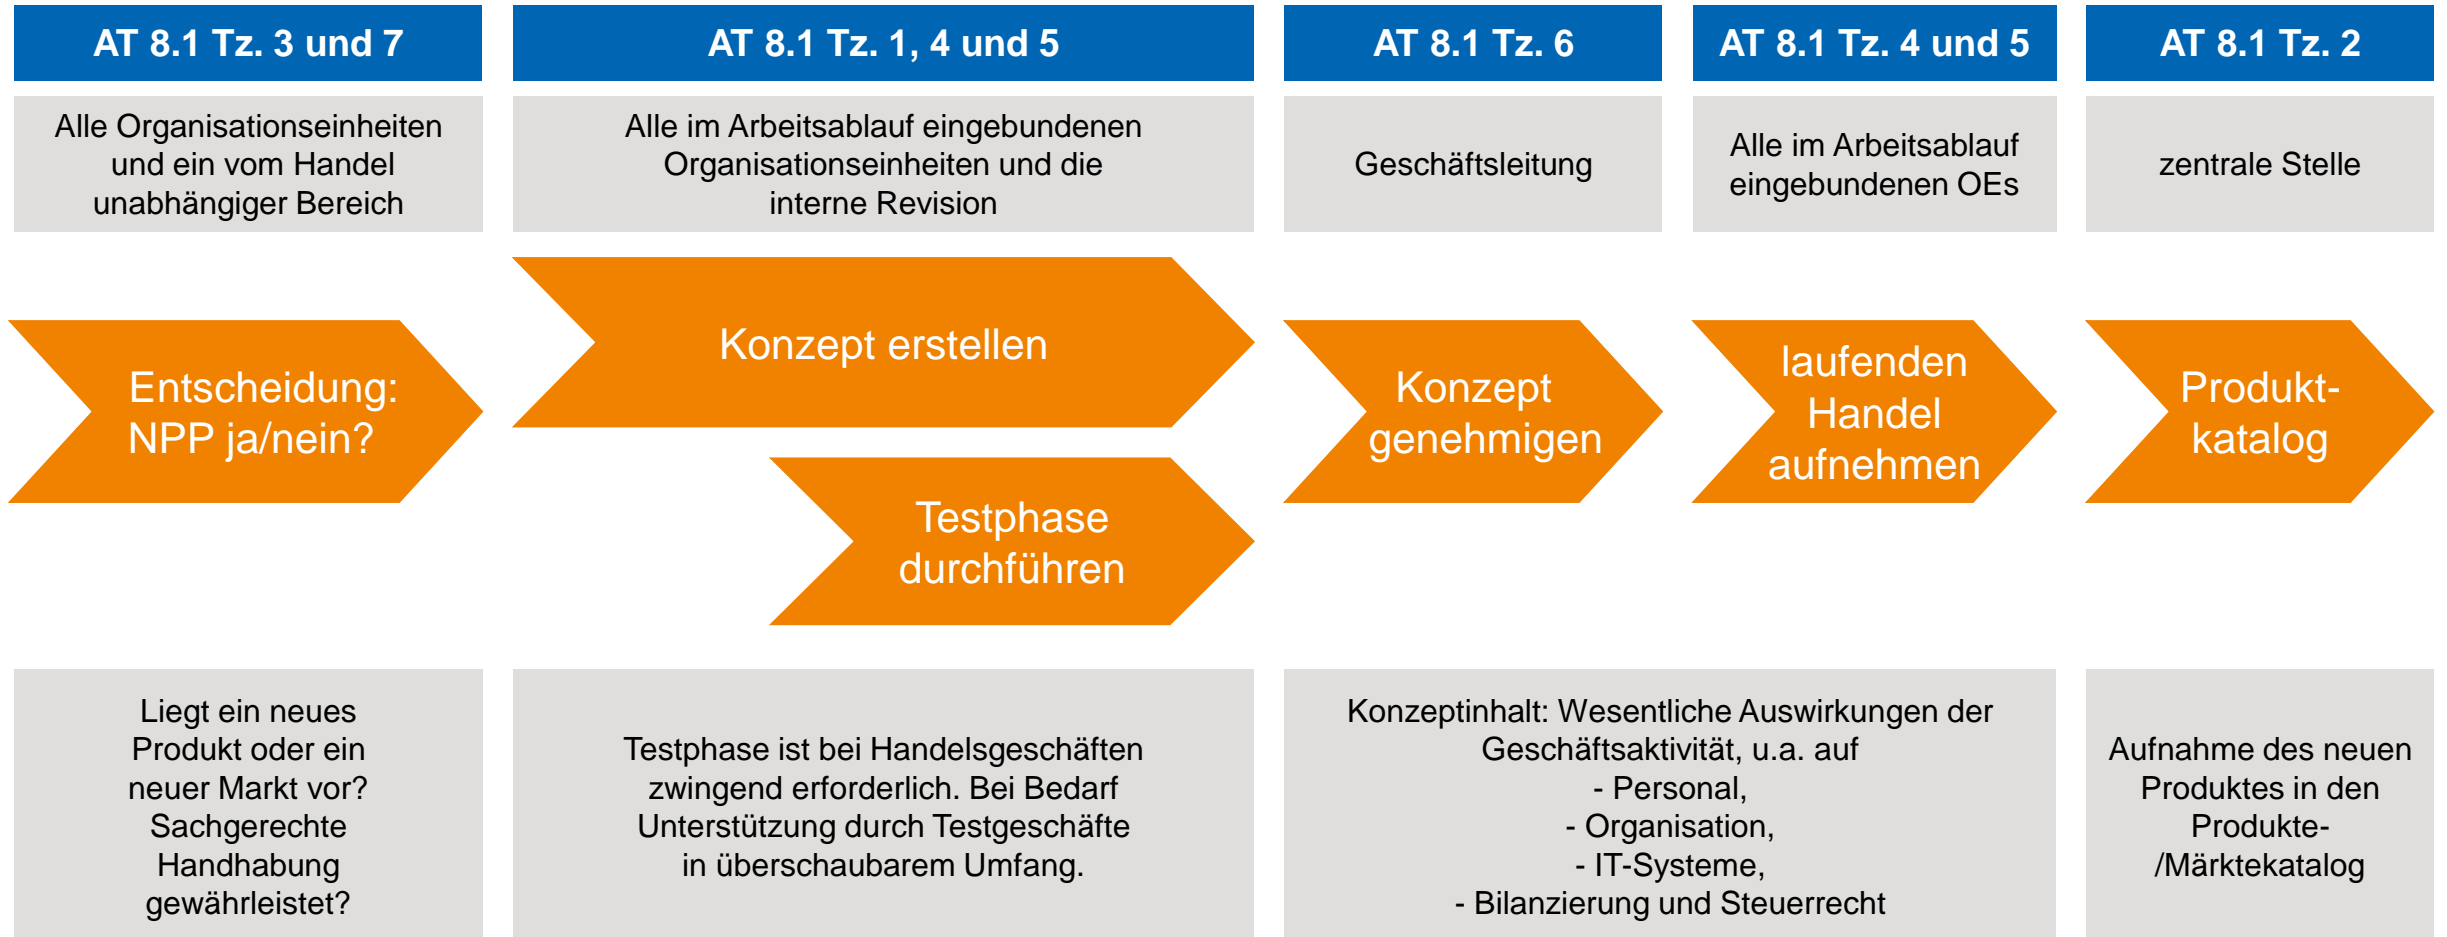 AT 8.1 Tz. 3 und 7
AT 8.1 Tz. 1, 4 und 5
AT 8.1 Tz. 6
AT 8.1 Tz. 4 und 5
AT 8.1 Tz. 2
Alle Organisationseinheiten
und ein vom Handel
unabhängiger Bereich
Alle im Arbeitsablauf eingebundenen
Organisationseinheiten und die
interne Revision
Geschäftsleitung
Alle im Arbeitsablauf
eingebundenen OEs
zentrale Stelle
Entscheidung:
NPP ja/nein?
Konzept erstellen
Testphase
durchführen
Konzept
genehmigen
laufenden
Handel
aufnehmen
Produkt-
katalog
Liegt ein neues
Produkt oder ein
neuer Markt vor?
Sachgerechte
Handhabung
gewährleistet?
Testphase ist bei Handelsgeschäften
zwingend erforderlich. Bei Bedarf
Unterstützung durch Testgeschäfte
in überschaubarem Umfang.
Konzeptinhalt: Wesentliche Auswirkungen der
Geschäftsaktivität, u.a. auf
- Personal,
- Organisation,
- IT-Systeme,
- Bilanzierung und Steuerrecht
Aufnahme des neuen
Produktes in den
Produkte-
/Märktekatalog